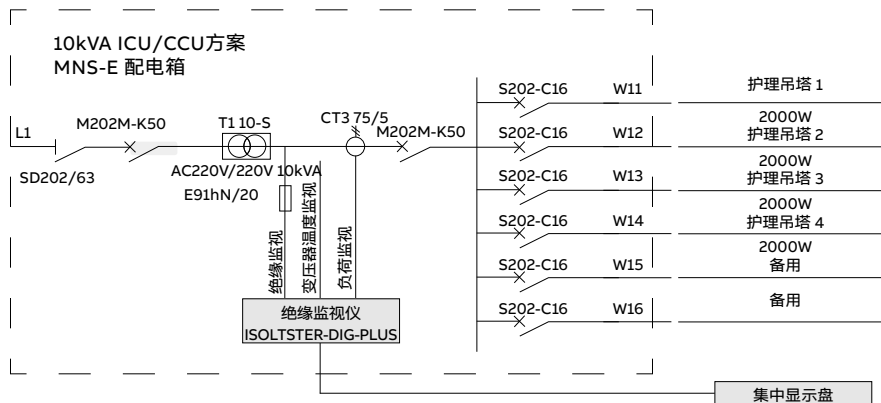 10kVA ICU/CCU方案
MNS-E 配电箱
L1
SD202/63
M202M-K50
T1 10-S
AC220V/220V 10kVA
E91hN/20
CT3 75/5
M202M-K50
绝缘监视
变压器温度监视
负荷监视
绝缘监视仪
ISOLTSTER-DIG-PLUS
S202-C16 W11 护理吊塔 1
2000W
S202-C16 W12 护理吊塔 2
2000W
S202-C16 W13 护理吊塔 3
2000W
S202-C16 W14 护理吊塔 4
2000W
S202-C16 W15 备用
S202-C16 W16 备用
集中显示盘